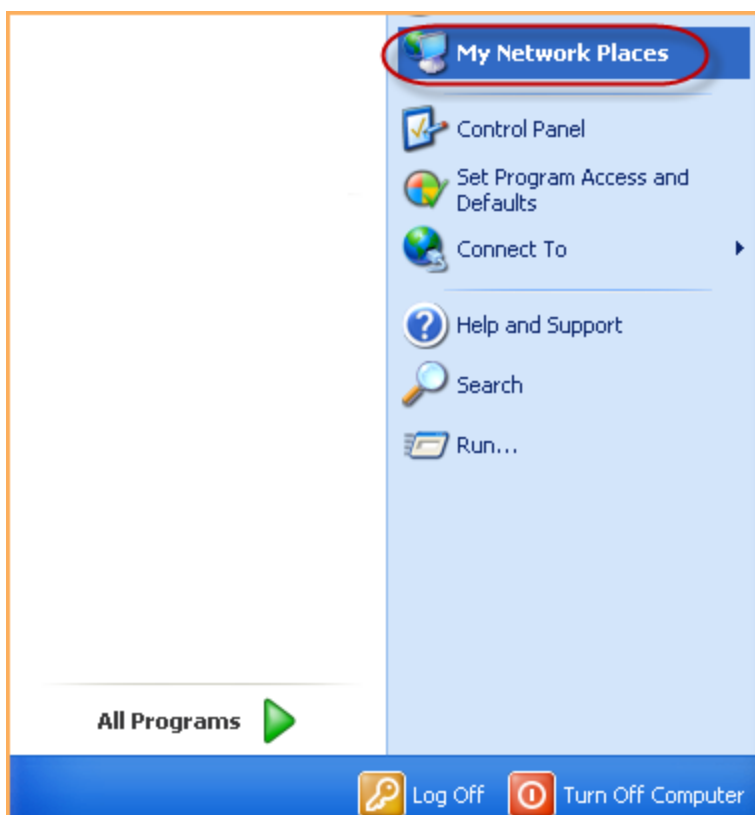 My Network Places
Control Panel
Set Program Access and
Defaults
Connect To
Help and Support
Search
Run...
All Programs
Log Off
Turn Off Computer